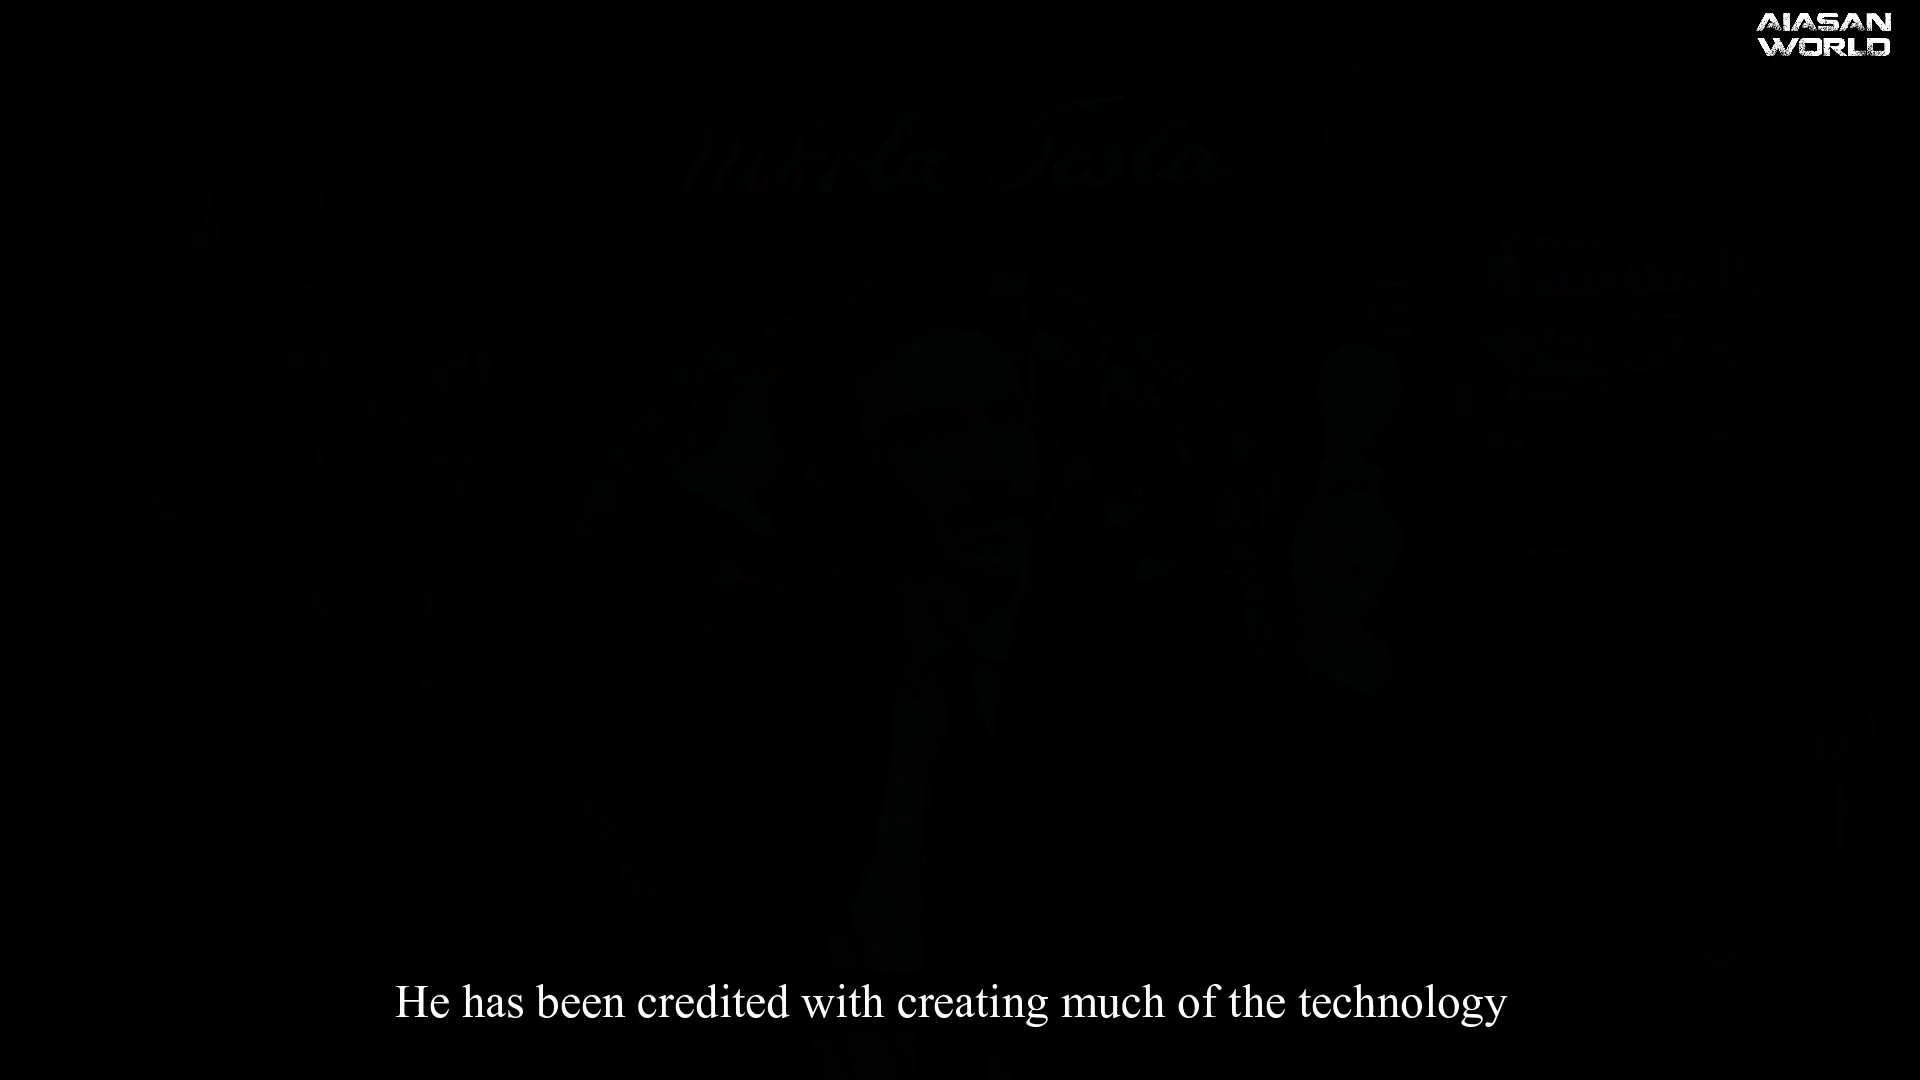 AIASAN
WORLD
Nikola Tesla
He has been credited with creating much of the technology